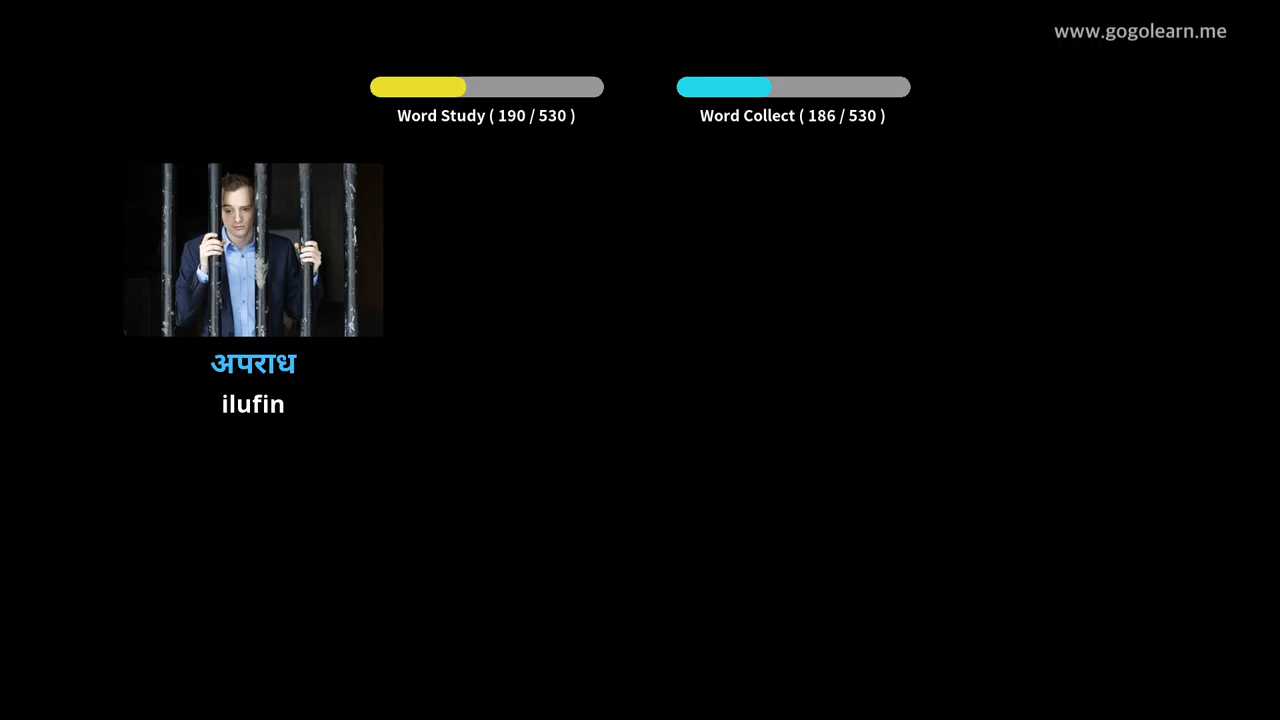 www.gogolearn.me
Word Study ( 190 / 530 )
Word Collect ( 186 / 530 )
अपराध
ilufin